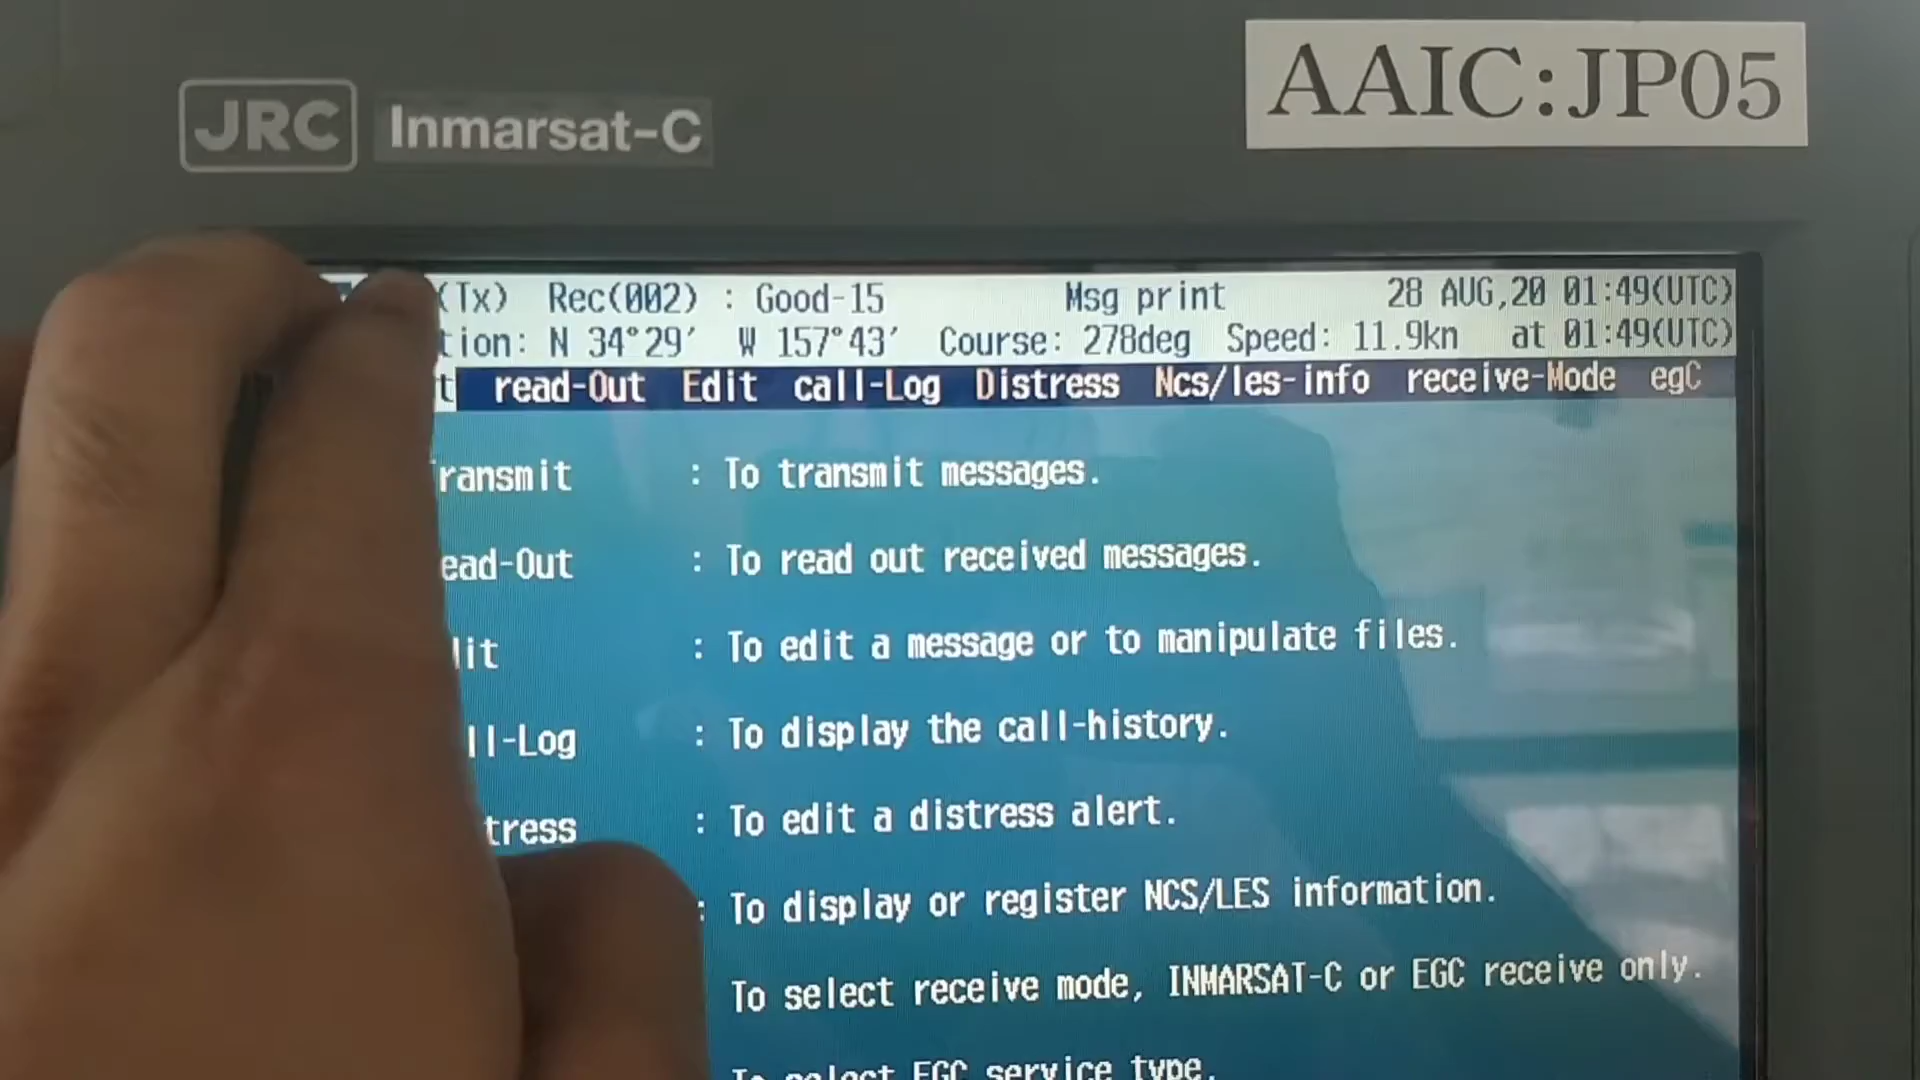 JRC Inmarsat-C
AAIC:JP05
(Tx) Rec(002) : Good-15 Msg print 28 AUG,20 01:49(UTC)
tion: N 34°29′ W 157°43′ Course: 278deg Speed: 11.9kn at 01:49(UTC)
t read-Out Edit call-Log Distress Ncs/les-info receive-Mode egC
ransmit : To transmit messages.
ead-Out : To read out received messages.
it : To edit a message or to manipulate files.
ll-Log : To display the call-history.
tress : To edit a distress alert.
: To display or register NCS/LES information.
To select receive mode, INMARSAT-C or EGC receive only.
To select EGC service type.